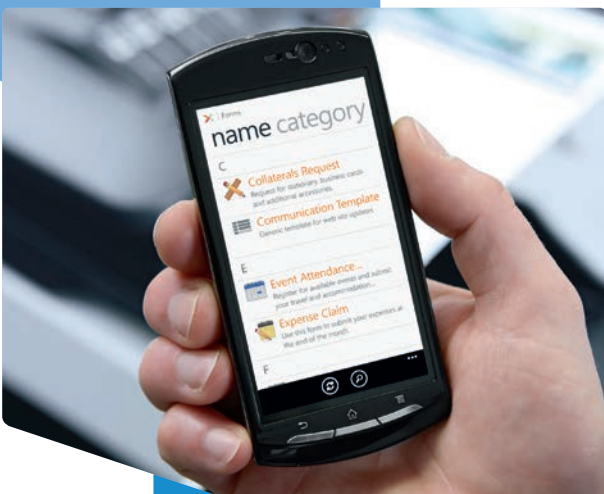 Forms
name category
C
Collaterals Request
Request for stationary, business cards
and additional accessories.
Communication Template
Generic template for web site updates
E
Event Attendance...
Register for available events and submit
your travel and accommodation...
Expense Claim
Use this form to submit your expenses at
the end of the month.
F